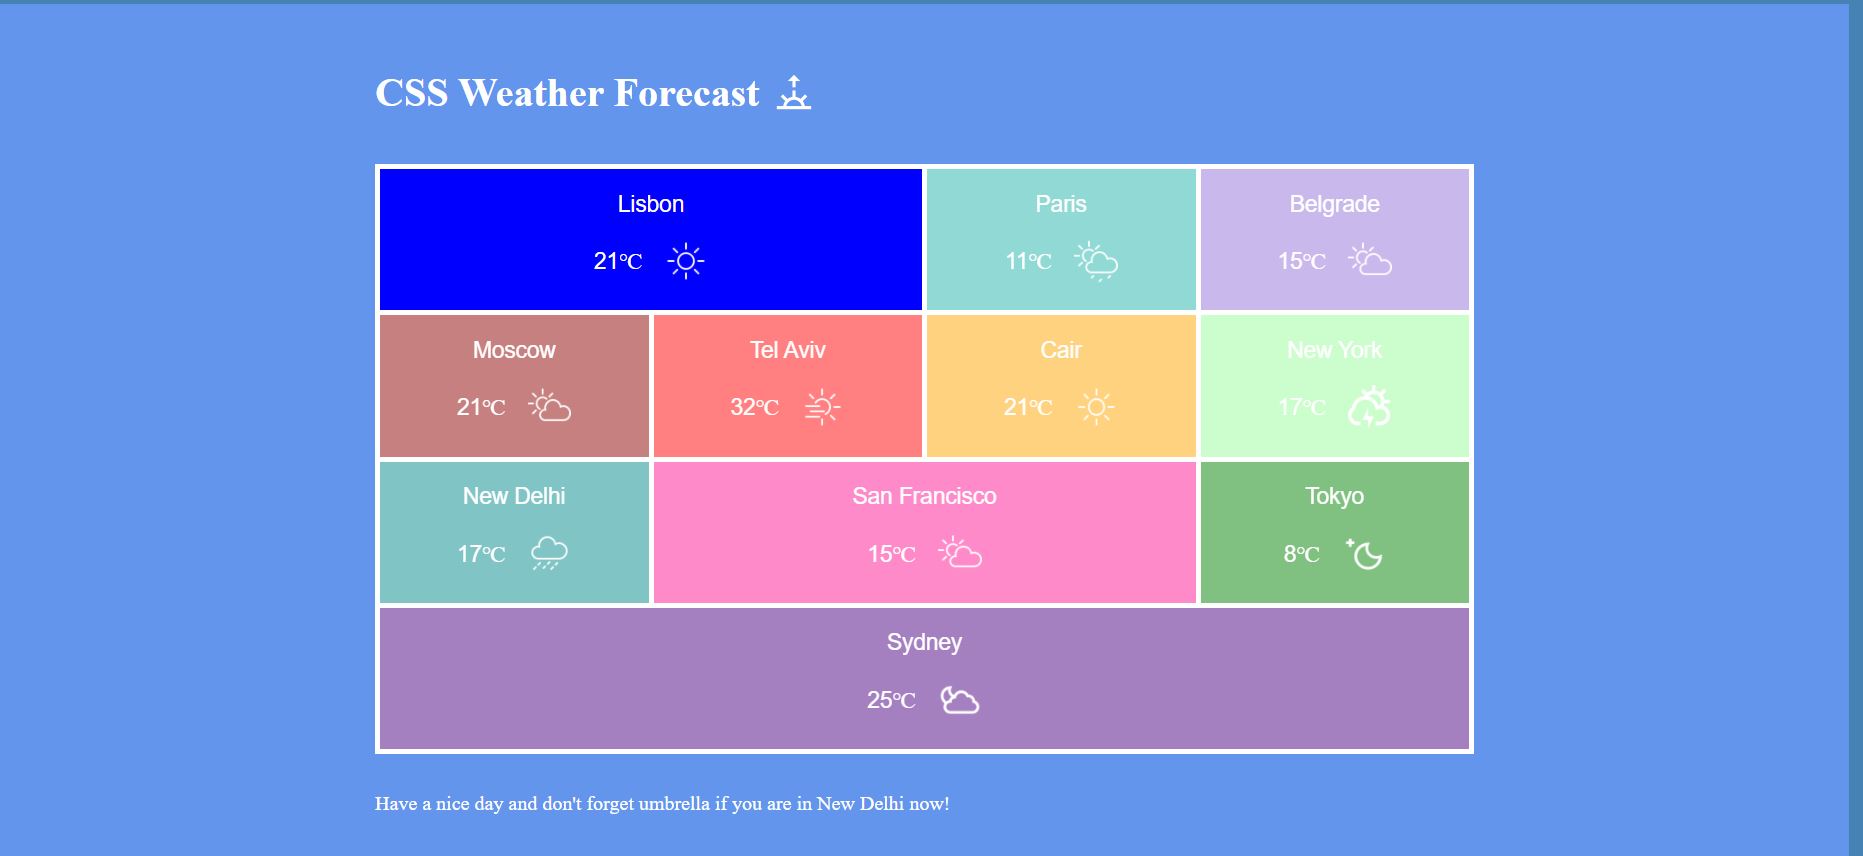 CSS Weather Forecast
Lisbon
21℃
Paris
11℃
Belgrade
15℃
Moscow
21℃
Tel Aviv
32℃
Cair
21℃
New York
17℃
New Delhi
17℃
San Francisco
15℃
Tokyo
8℃
Sydney
25℃
Have a nice day and don't forget umbrella if you are in New Delhi now!